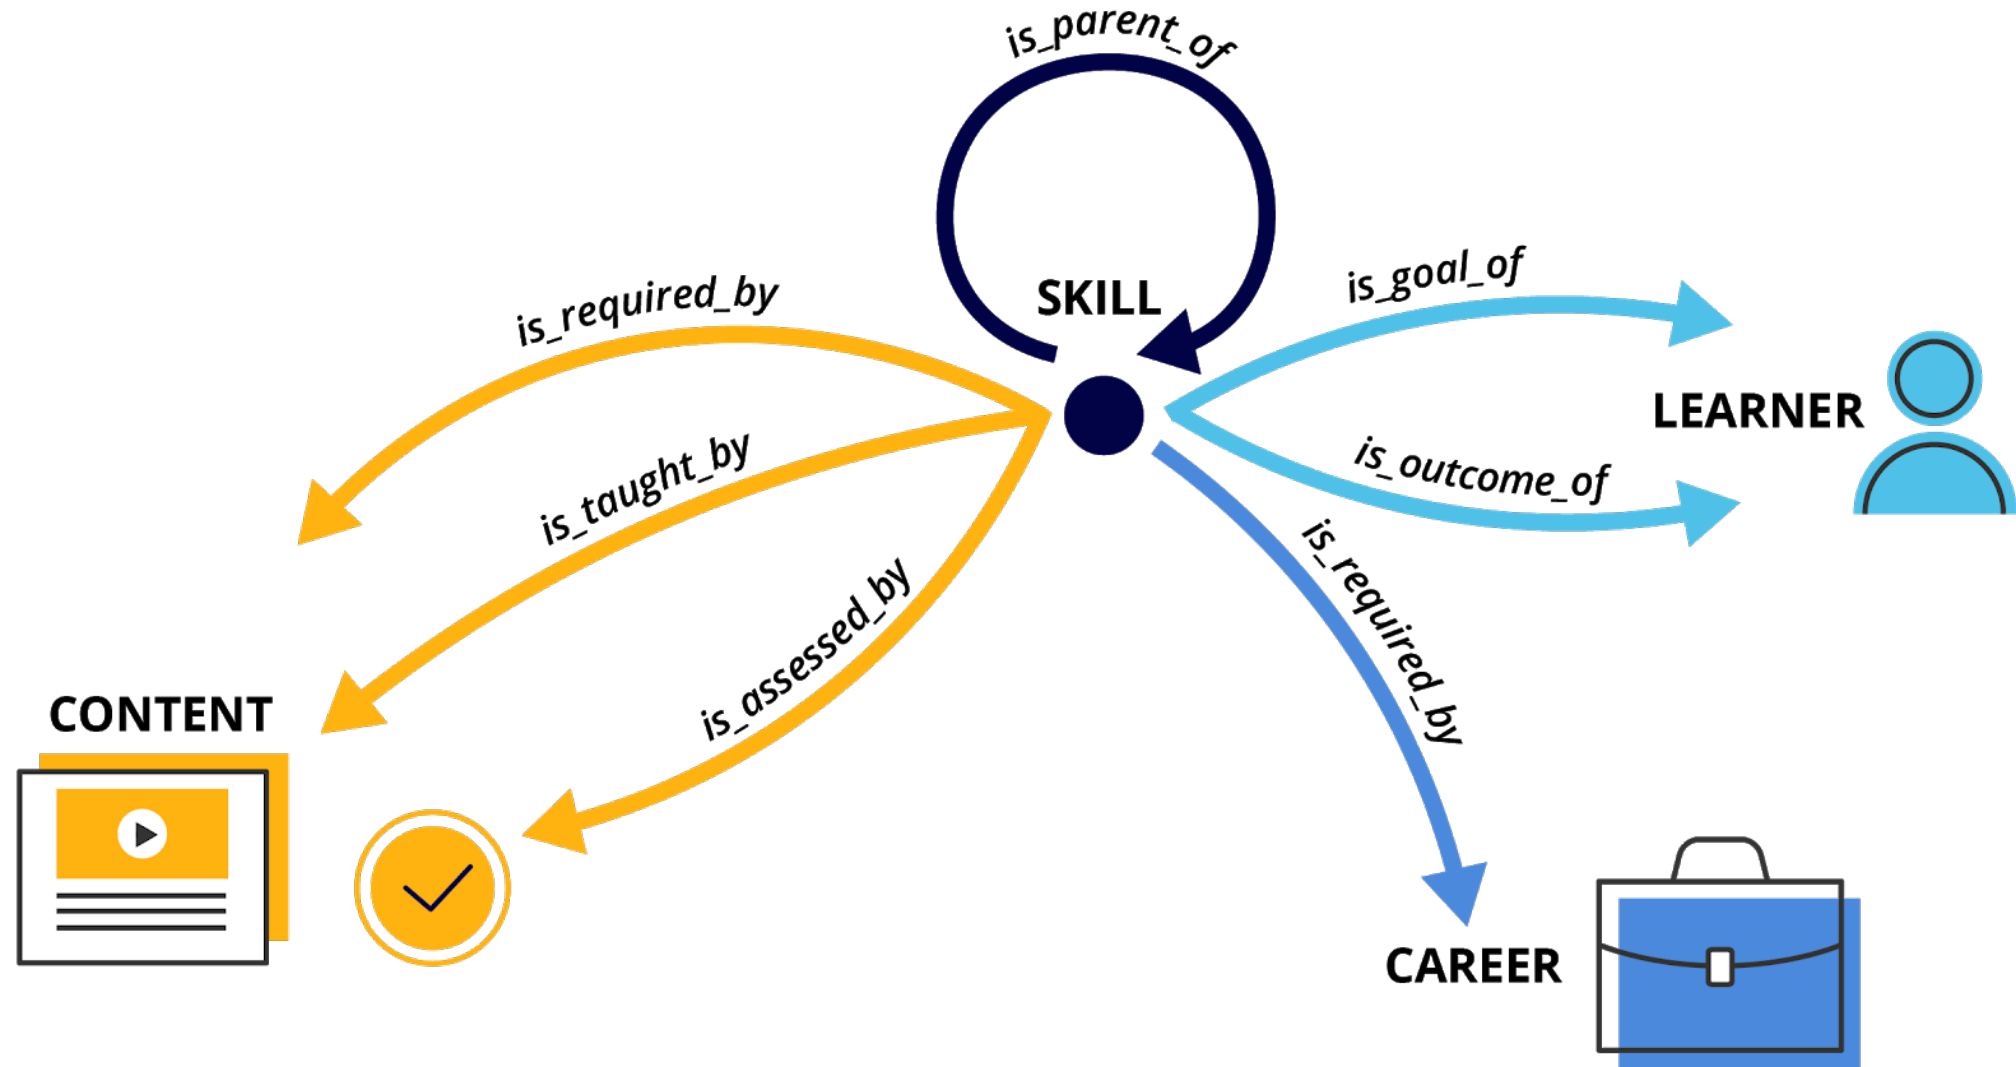 is_parent_of
SKILL
is_required_by
is_goal_of
is_taught_by
LEARNER
is_outcome_of
is_assessed_by
is_required_by
CONTENT
CAREER